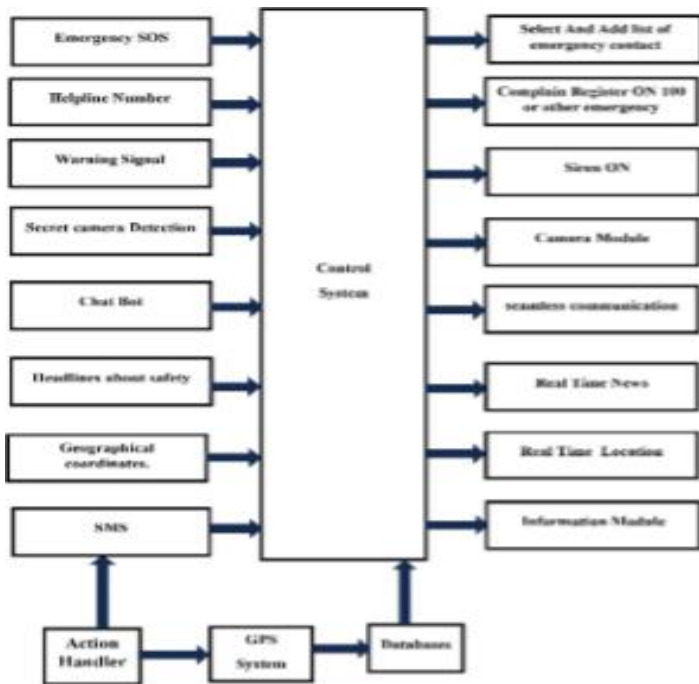 Emergency SOS
Helpline Number
Warning Signal
Secret camera Detection
Chat Bot
Headlines about safety
Geographical
coordinates.
SMS
Action
Handler
GPS
System
Databases
Control
System
Select And Add list of
emergency contact
Complain Register ON 100
or other emergency
Siren ON
Camera Module
seamless communication
Real Time News
Real Time Location
Information Module